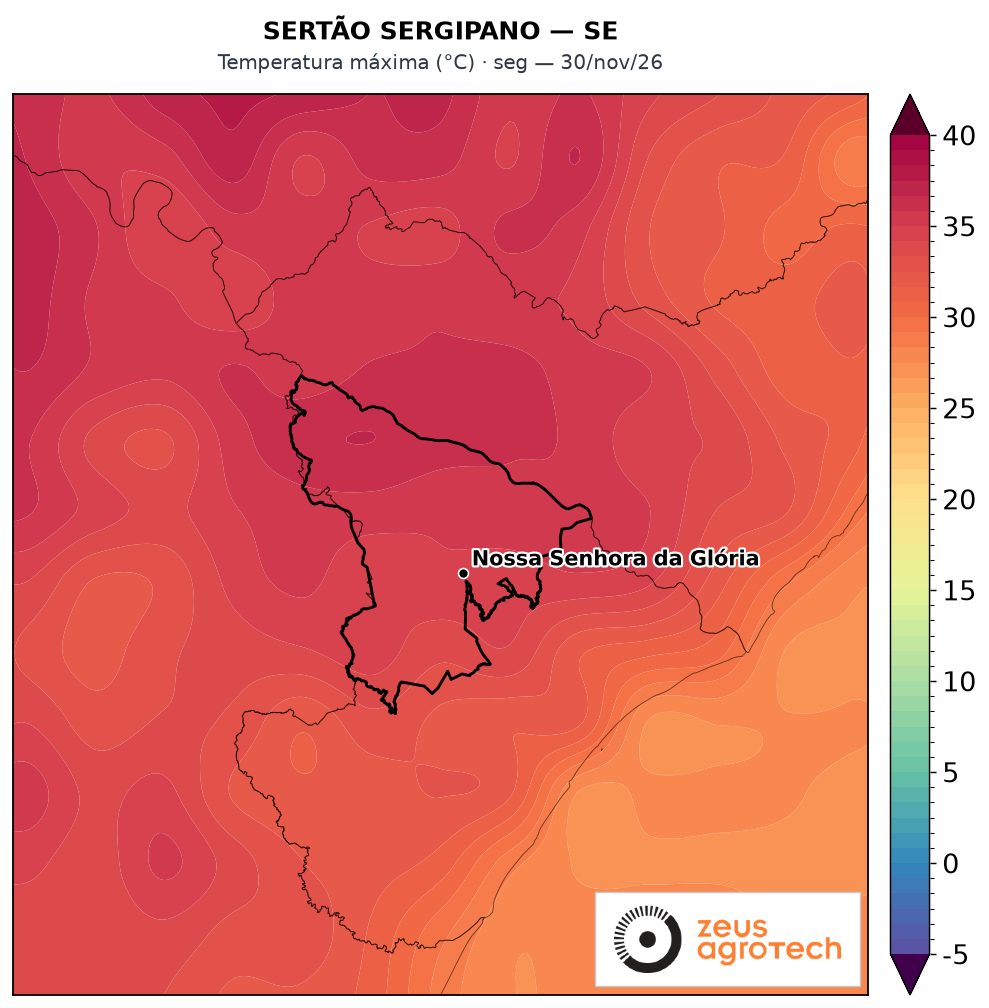 SERTÃO SERGIPANO — SE
Temperatura máxima (°C) · seg — 30/nov/26
40
35
30
25
20
15
10
5
0
-5
Nossa Senhora da Glória
zeus
agrotech